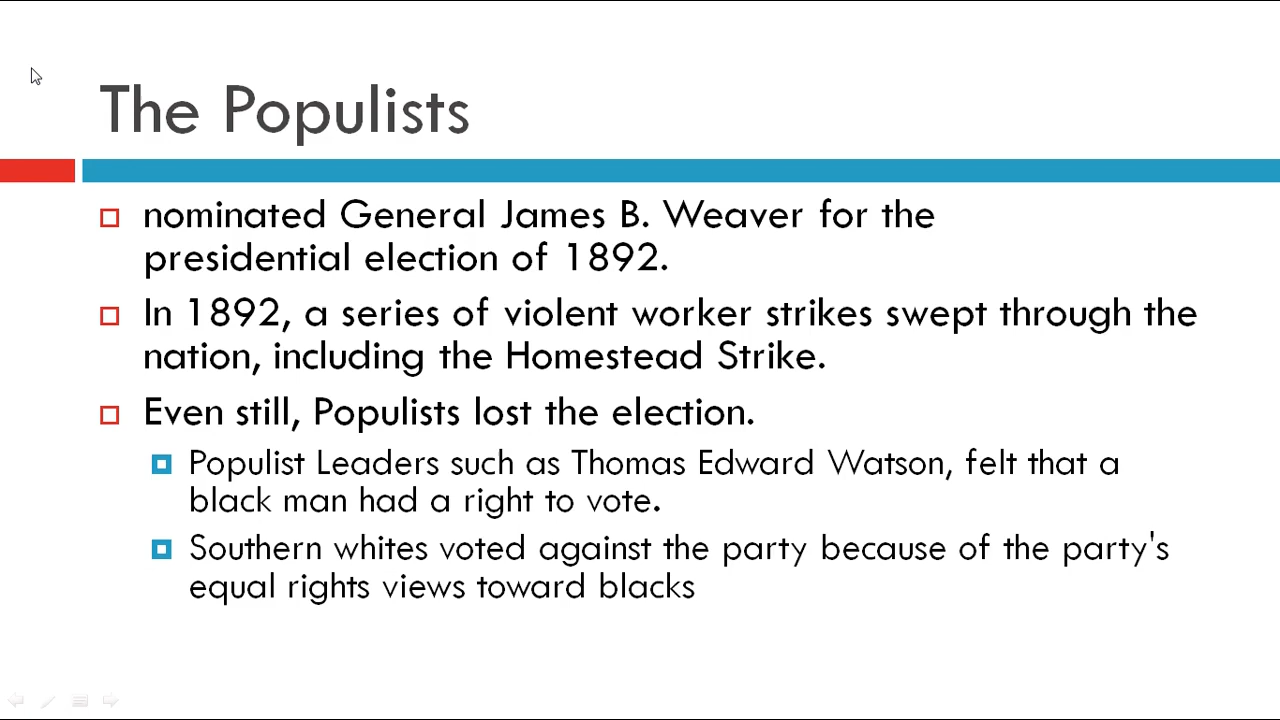 The Populists
nominated General James B. Weaver for the
presidential election of 1892.
In 1892, a series of violent worker strikes swept through the
nation, including the Homestead Strike.
Even still, Populists lost the election.
Populist Leaders such as Thomas Edward Watson, felt that a
black man had a right to vote.
Southern whites voted against the party because of the party's
equal rights views toward blacks